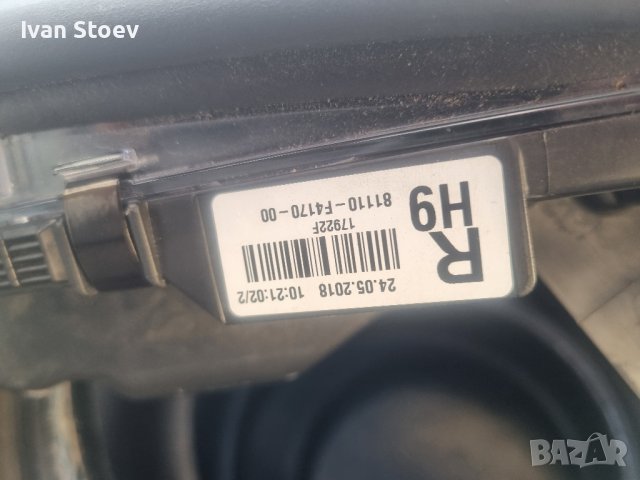 Ivan Stoev
R
H9
24.05.2018 10:21:02/2
17922F
81110-F4170-00
BAZAR